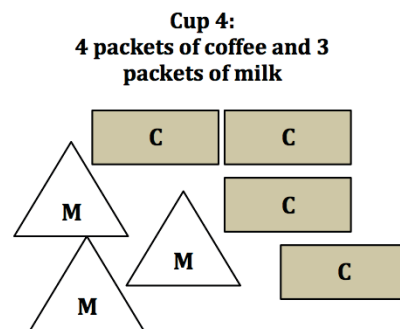 Cup 4:
4 packets of coffee and 3
packets of milk
C C
M C
M C
M